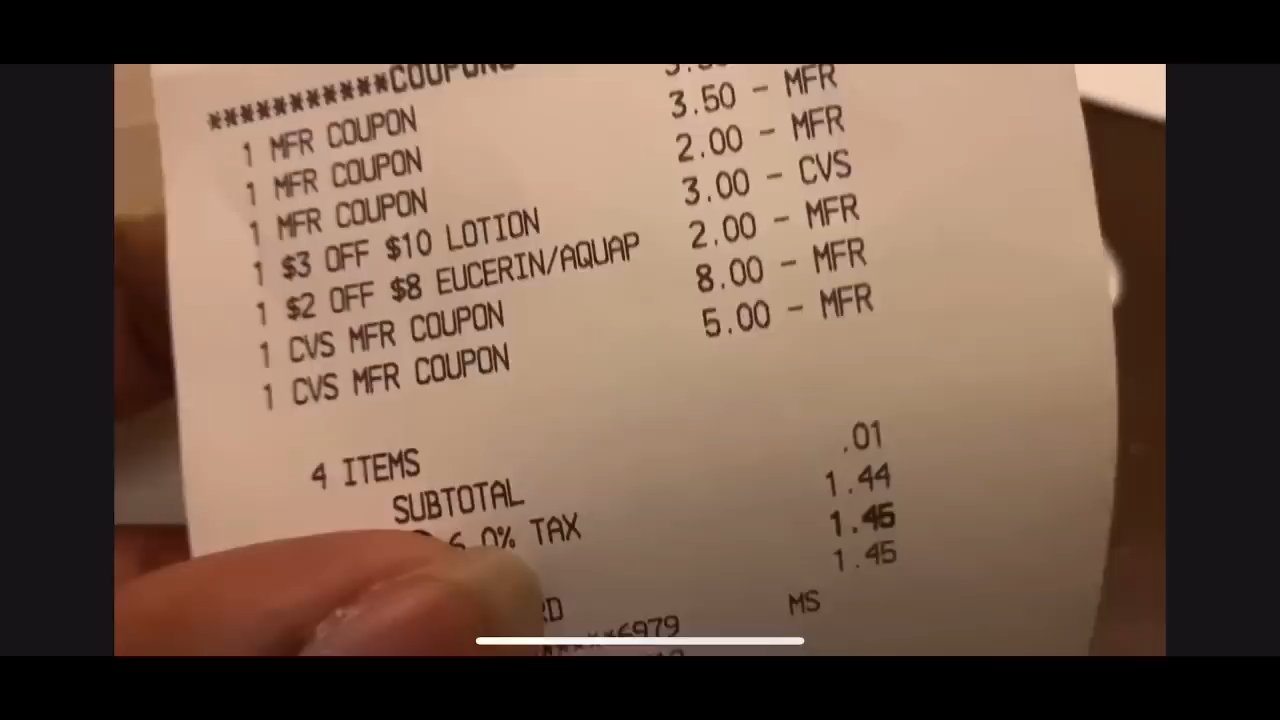 ***********COUPONS
1 MFR COUPON
1 MFR COUPON 3.50 - MFR
1 MFR COUPON 2.00 - MFR
1 $3 OFF $10 LOTION 3.00 - CVS
1 $2 OFF $8 EUCERIN/AQUAP 2.00 - MFR
1 CVS MFR COUPON 8.00 - MFR
1 CVS MFR COUPON 5.00 - MFR
4 ITEMS
SUBTOTAL .01
6.0% TAX 1.44
1.45
RD 1.45
6979 MS